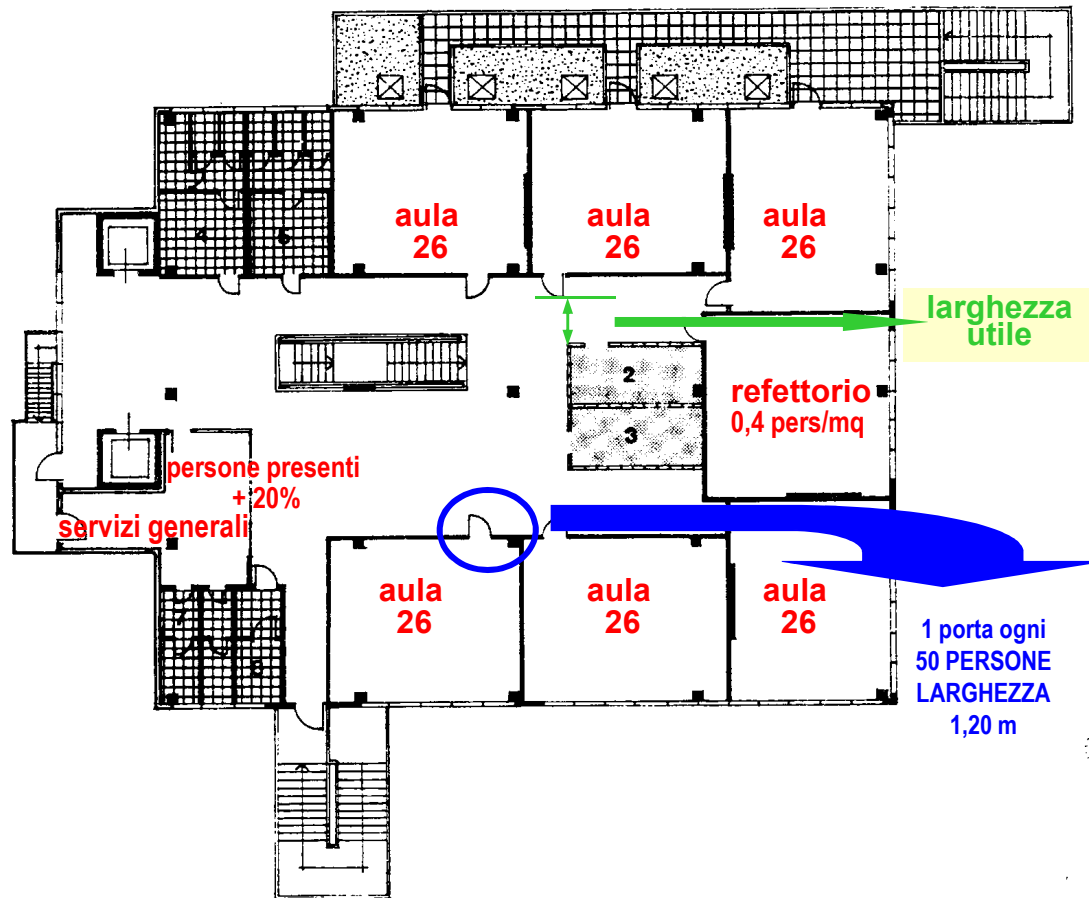 aula
26
aula
26
aula
26
larghezza
utile
2
refettorio
0,4 pers/mq
3
persone presenti
+ 20%
servizi generali
aula
26
aula
26
aula
26
1 porta ogni
50 PERSONE
LARGHEZZA
1,20 m